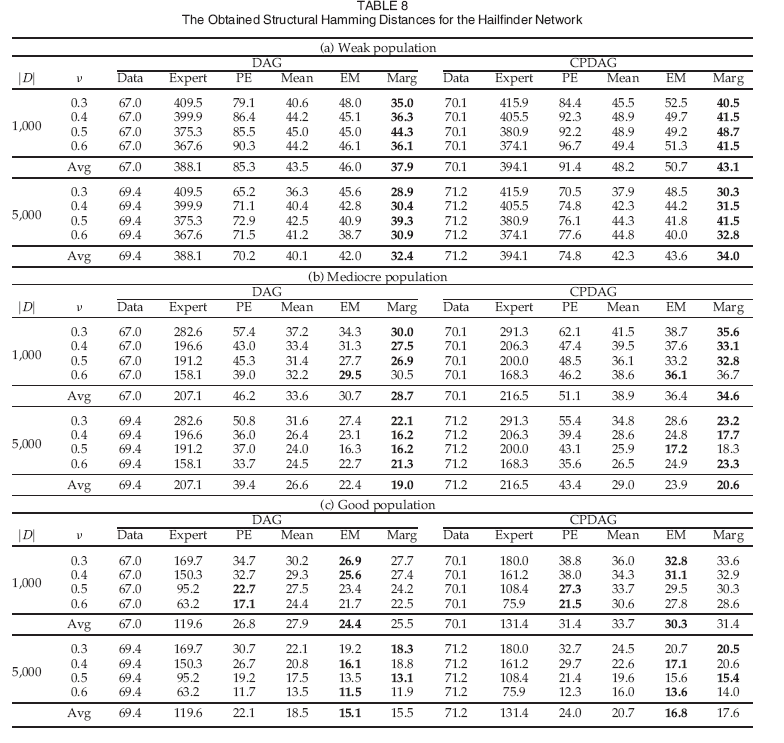 TABLE 8
The Obtained Structural Hamming Distances for the Hailfinder Network
(a) Weak population
DAG CPDAG
|D| ν Data Expert PE Mean EM Marg Data Expert PE Mean EM Marg
0.3 67.0 409.5 79.1 40.6 48.0 35.0 70.1 415.9 84.4 45.5 52.5 40.5
0.4 67.0 399.9 86.4 44.2 45.1 36.3 70.1 405.5 92.3 48.9 49.7 41.5
1,000
0.5 67.0 375.3 85.5 45.0 45.0 44.3 70.1 380.9 92.2 48.9 49.2 48.7
0.6 67.0 367.6 90.3 44.2 46.1 36.1 70.1 374.1 96.7 49.4 51.3 41.5
Avg 67.0 388.1 85.3 43.5 46.0 37.9 70.1 394.1 91.4 48.2 50.7 43.1
0.3 69.4 409.5 65.2 36.3 45.6 28.9 71.2 415.9 70.5 37.9 48.5 30.3
0.4 69.4 399.9 71.1 40.4 42.8 30.4 71.2 405.5 74.8 42.3 44.2 31.5
5,000
0.5 69.4 375.3 72.9 42.5 40.9 39.3 71.2 380.9 76.1 44.3 41.8 41.5
0.6 69.4 367.6 71.5 41.2 38.7 30.9 71.2 374.1 77.6 44.8 40.0 32.8
Avg 69.4 388.1 70.2 40.1 42.0 32.4 71.2 394.1 74.8 42.3 43.6 34.0
(b) Mediocre population
DAG CPDAG
|D| ν Data Expert PE Mean EM Marg Data Expert PE Mean EM Marg
0.3 67.0 282.6 57.4 37.2 34.3 30.0 70.1 291.3 62.1 41.5 38.7 35.6
0.4 67.0 196.6 43.0 33.4 31.3 27.5 70.1 206.3 47.4 39.5 37.6 33.1
1,000
0.5 67.0 191.2 45.3 31.4 27.7 26.9 70.1 200.0 48.5 36.1 33.2 32.8
0.6 67.0 158.1 39.0 32.2 29.5 30.5 70.1 168.3 46.2 38.6 36.1 36.7
Avg 67.0 207.1 46.2 33.6 30.7 28.7 70.1 216.5 51.1 38.9 36.4 34.6
0.3 69.4 282.6 50.8 31.6 27.4 22.1 71.2 291.3 55.4 34.8 28.6 23.2
0.4 69.4 196.6 36.0 26.4 23.1 16.2 71.2 206.3 39.4 28.6 24.8 17.7
5,000
0.5 69.4 191.2 37.0 24.0 16.3 16.2 71.2 200.0 43.1 25.9 17.2 18.3
0.6 69.4 158.1 33.7 24.5 22.7 21.3 71.2 168.3 35.6 26.5 24.9 23.3
Avg 69.4 207.1 39.4 26.6 22.4 19.0 71.2 216.5 43.4 29.0 23.9 20.6
(c) Good population
DAG CPDAG
|D| ν Data Expert PE Mean EM Marg Data Expert PE Mean EM Marg
0.3 67.0 169.7 34.7 30.2 26.9 27.7 70.1 180.0 38.8 36.0 32.8 33.6
0.4 67.0 150.3 32.7 29.3 25.6 27.4 70.1 161.2 38.0 34.3 31.1 32.9
1,000
0.5 67.0 95.2 22.7 27.5 23.4 24.2 70.1 108.4 27.3 33.7 29.5 30.3
0.6 67.0 63.2 17.1 24.4 21.7 22.5 70.1 75.9 21.5 30.6 27.8 28.6
Avg 67.0 119.6 26.8 27.9 24.4 25.5 70.1 131.4 31.4 33.7 30.3 31.4
0.3 69.4 169.7 30.7 22.1 19.2 18.3 71.2 180.0 32.7 24.5 20.7 20.5
0.4 69.4 150.3 26.7 20.8 16.1 18.8 71.2 161.2 29.7 22.6 17.1 20.6
5,000
0.5 69.4 95.2 19.2 17.5 13.5 13.1 71.2 108.4 21.4 19.6 15.6 15.4
0.6 69.4 63.2 11.7 13.5 11.5 11.9 71.2 75.9 12.3 16.0 13.6 14.0
Avg 69.4 119.6 22.1 18.5 15.1 15.5 71.2 131.4 24.0 20.7 16.8 17.6